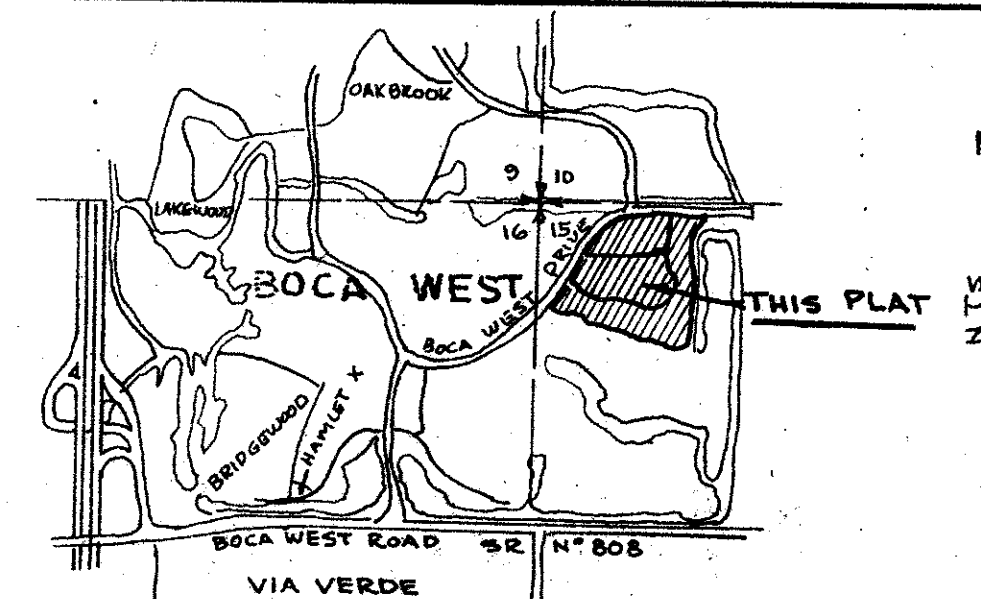 OAKBROOK
9 10
LAKEWOOD
16 15
BOCA WEST
BOCA WEST DRIVE
THIS PLAT
BRIDGEWOOD
HAMLET X
BOCA WEST ROAD SR Nº 808
VIA VERDE